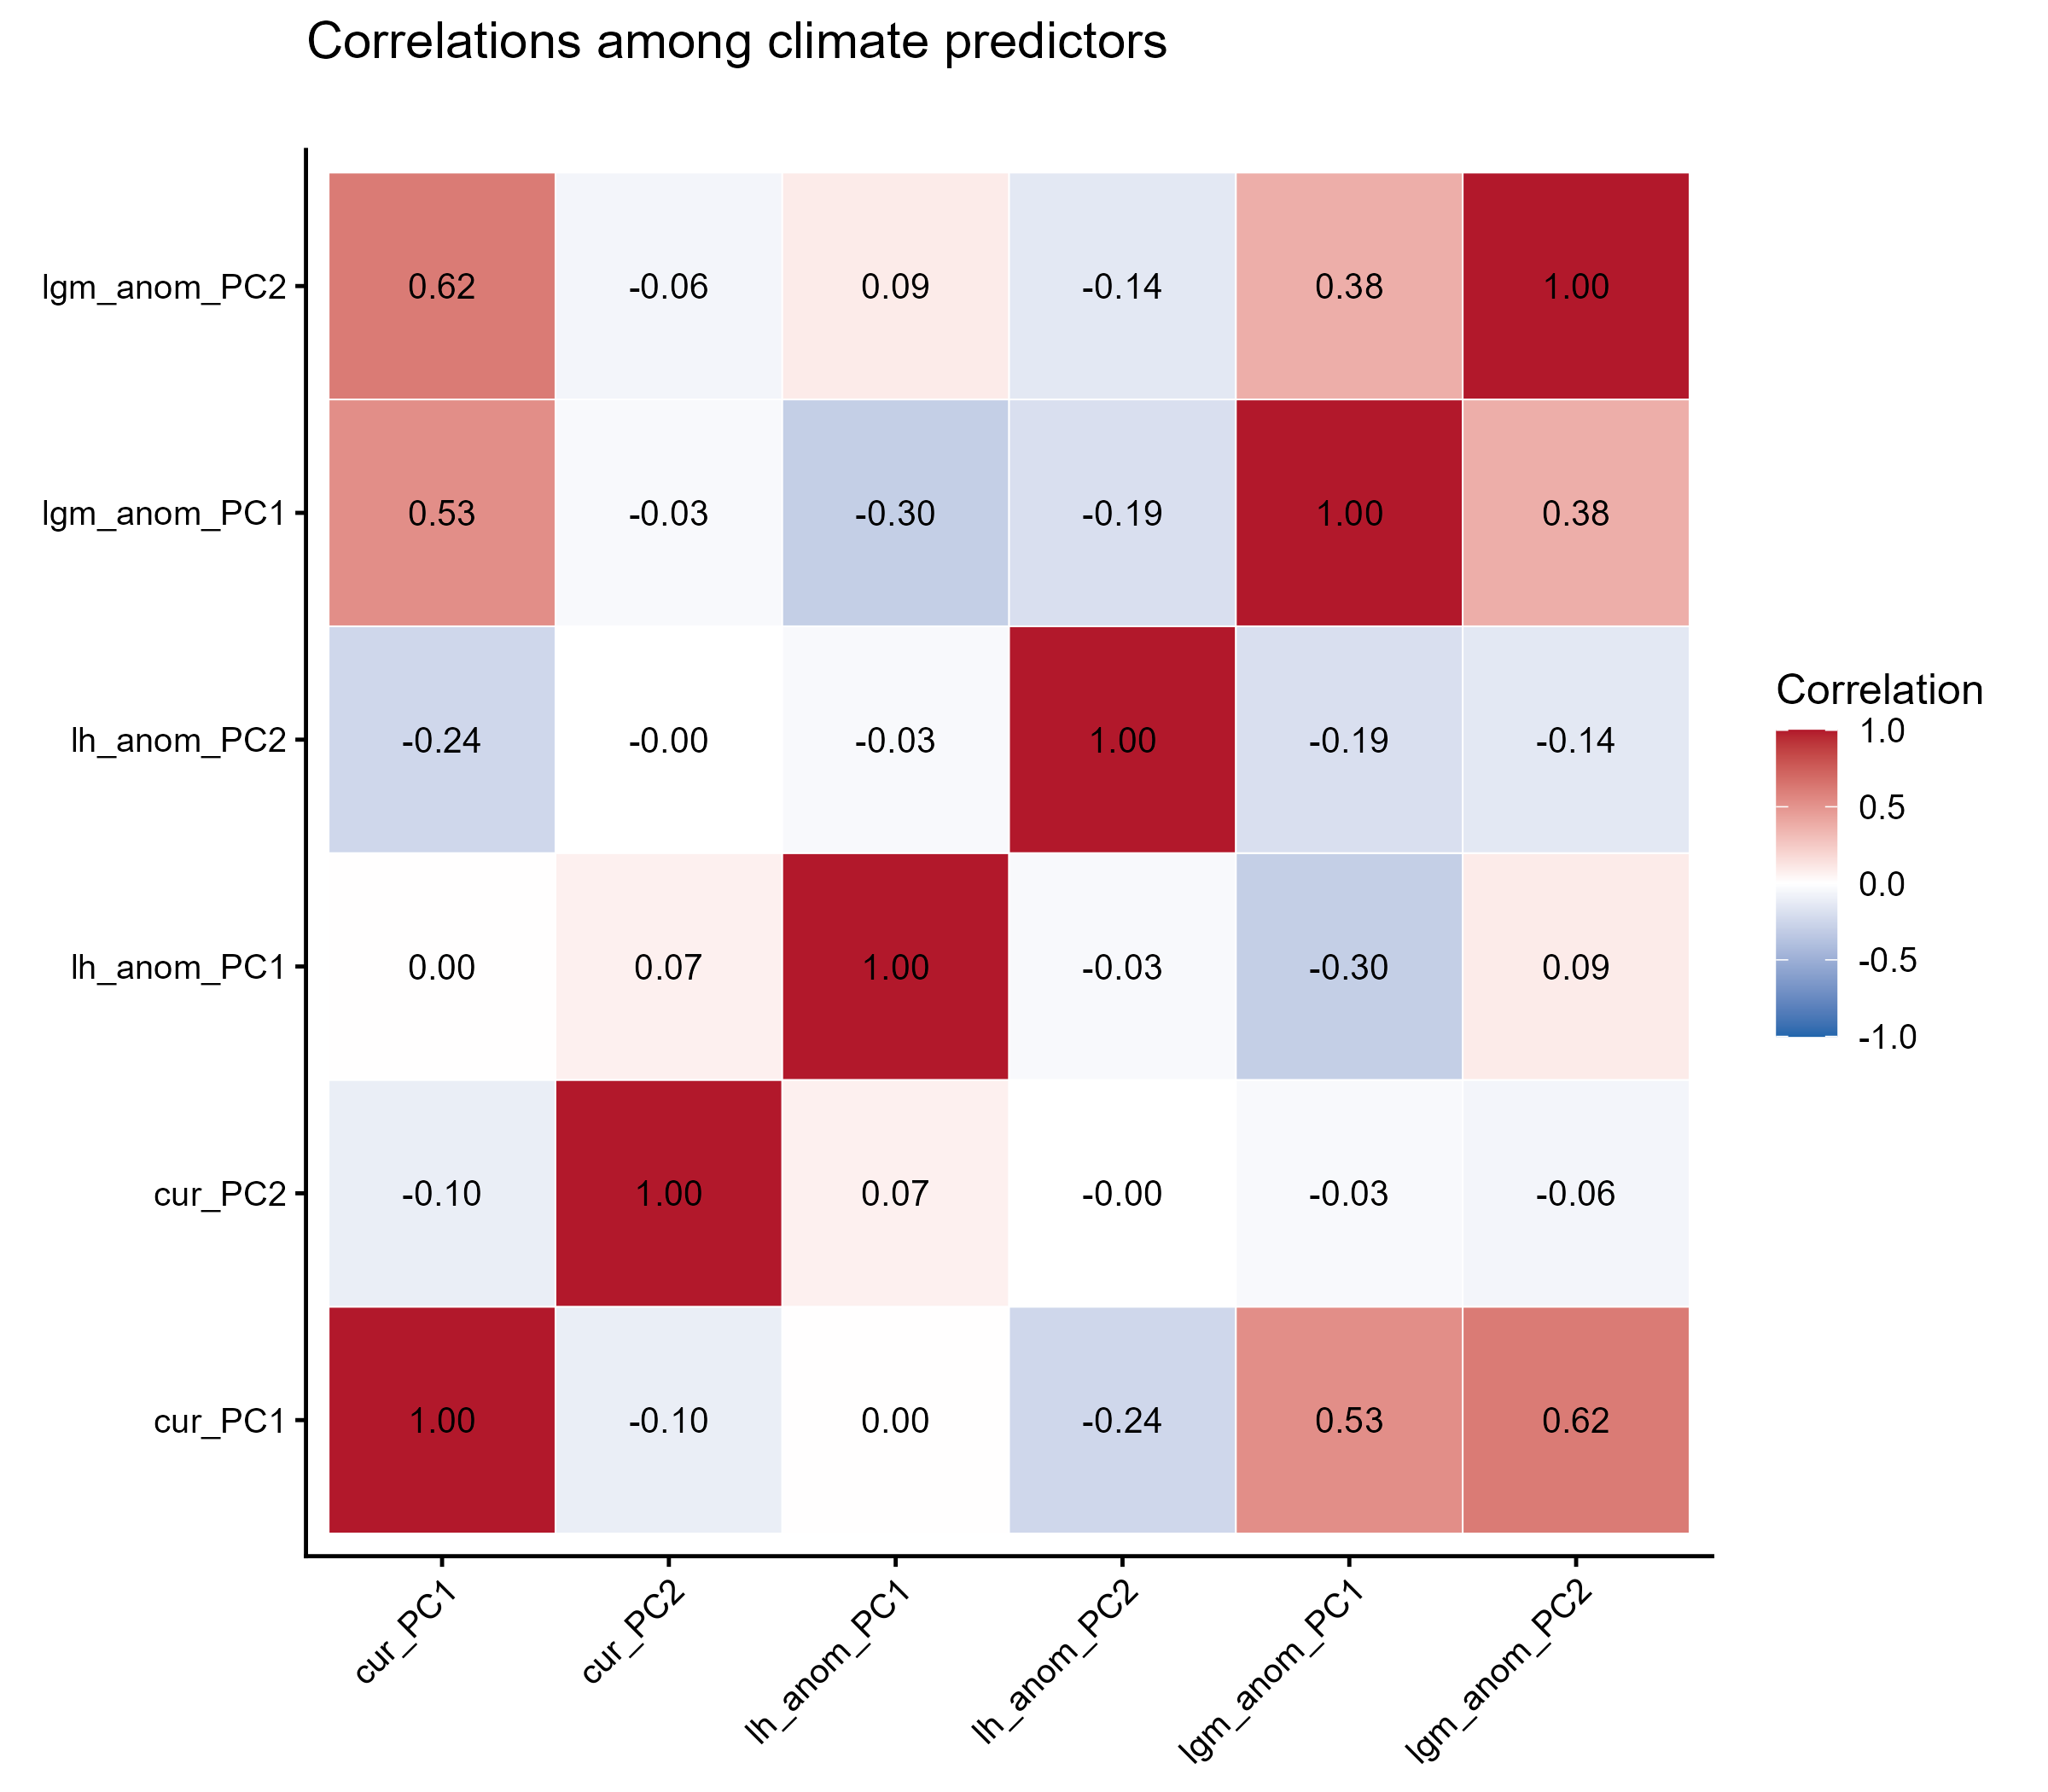 Correlations among climate predictors
lgm_anom_PC2 0.62 -0.06 0.09 -0.14 0.38 1.00
lgm_anom_PC1 0.53 -0.03 -0.30 -0.19 1.00 0.38
lh_anom_PC2 -0.24 -0.00 -0.03 1.00 -0.19 -0.14
lh_anom_PC1 0.00 0.07 1.00 -0.03 -0.30 0.09
cur_PC2 -0.10 1.00 0.07 -0.00 -0.03 -0.06
cur_PC1 1.00 -0.10 0.00 -0.24 0.53 0.62
cur_PC1 cur_PC2 lh_anom_PC1 lh_anom_PC2 lgm_anom_PC1 lgm_anom_PC2
Correlation
1.0
0.5
0.0
-0.5
-1.0